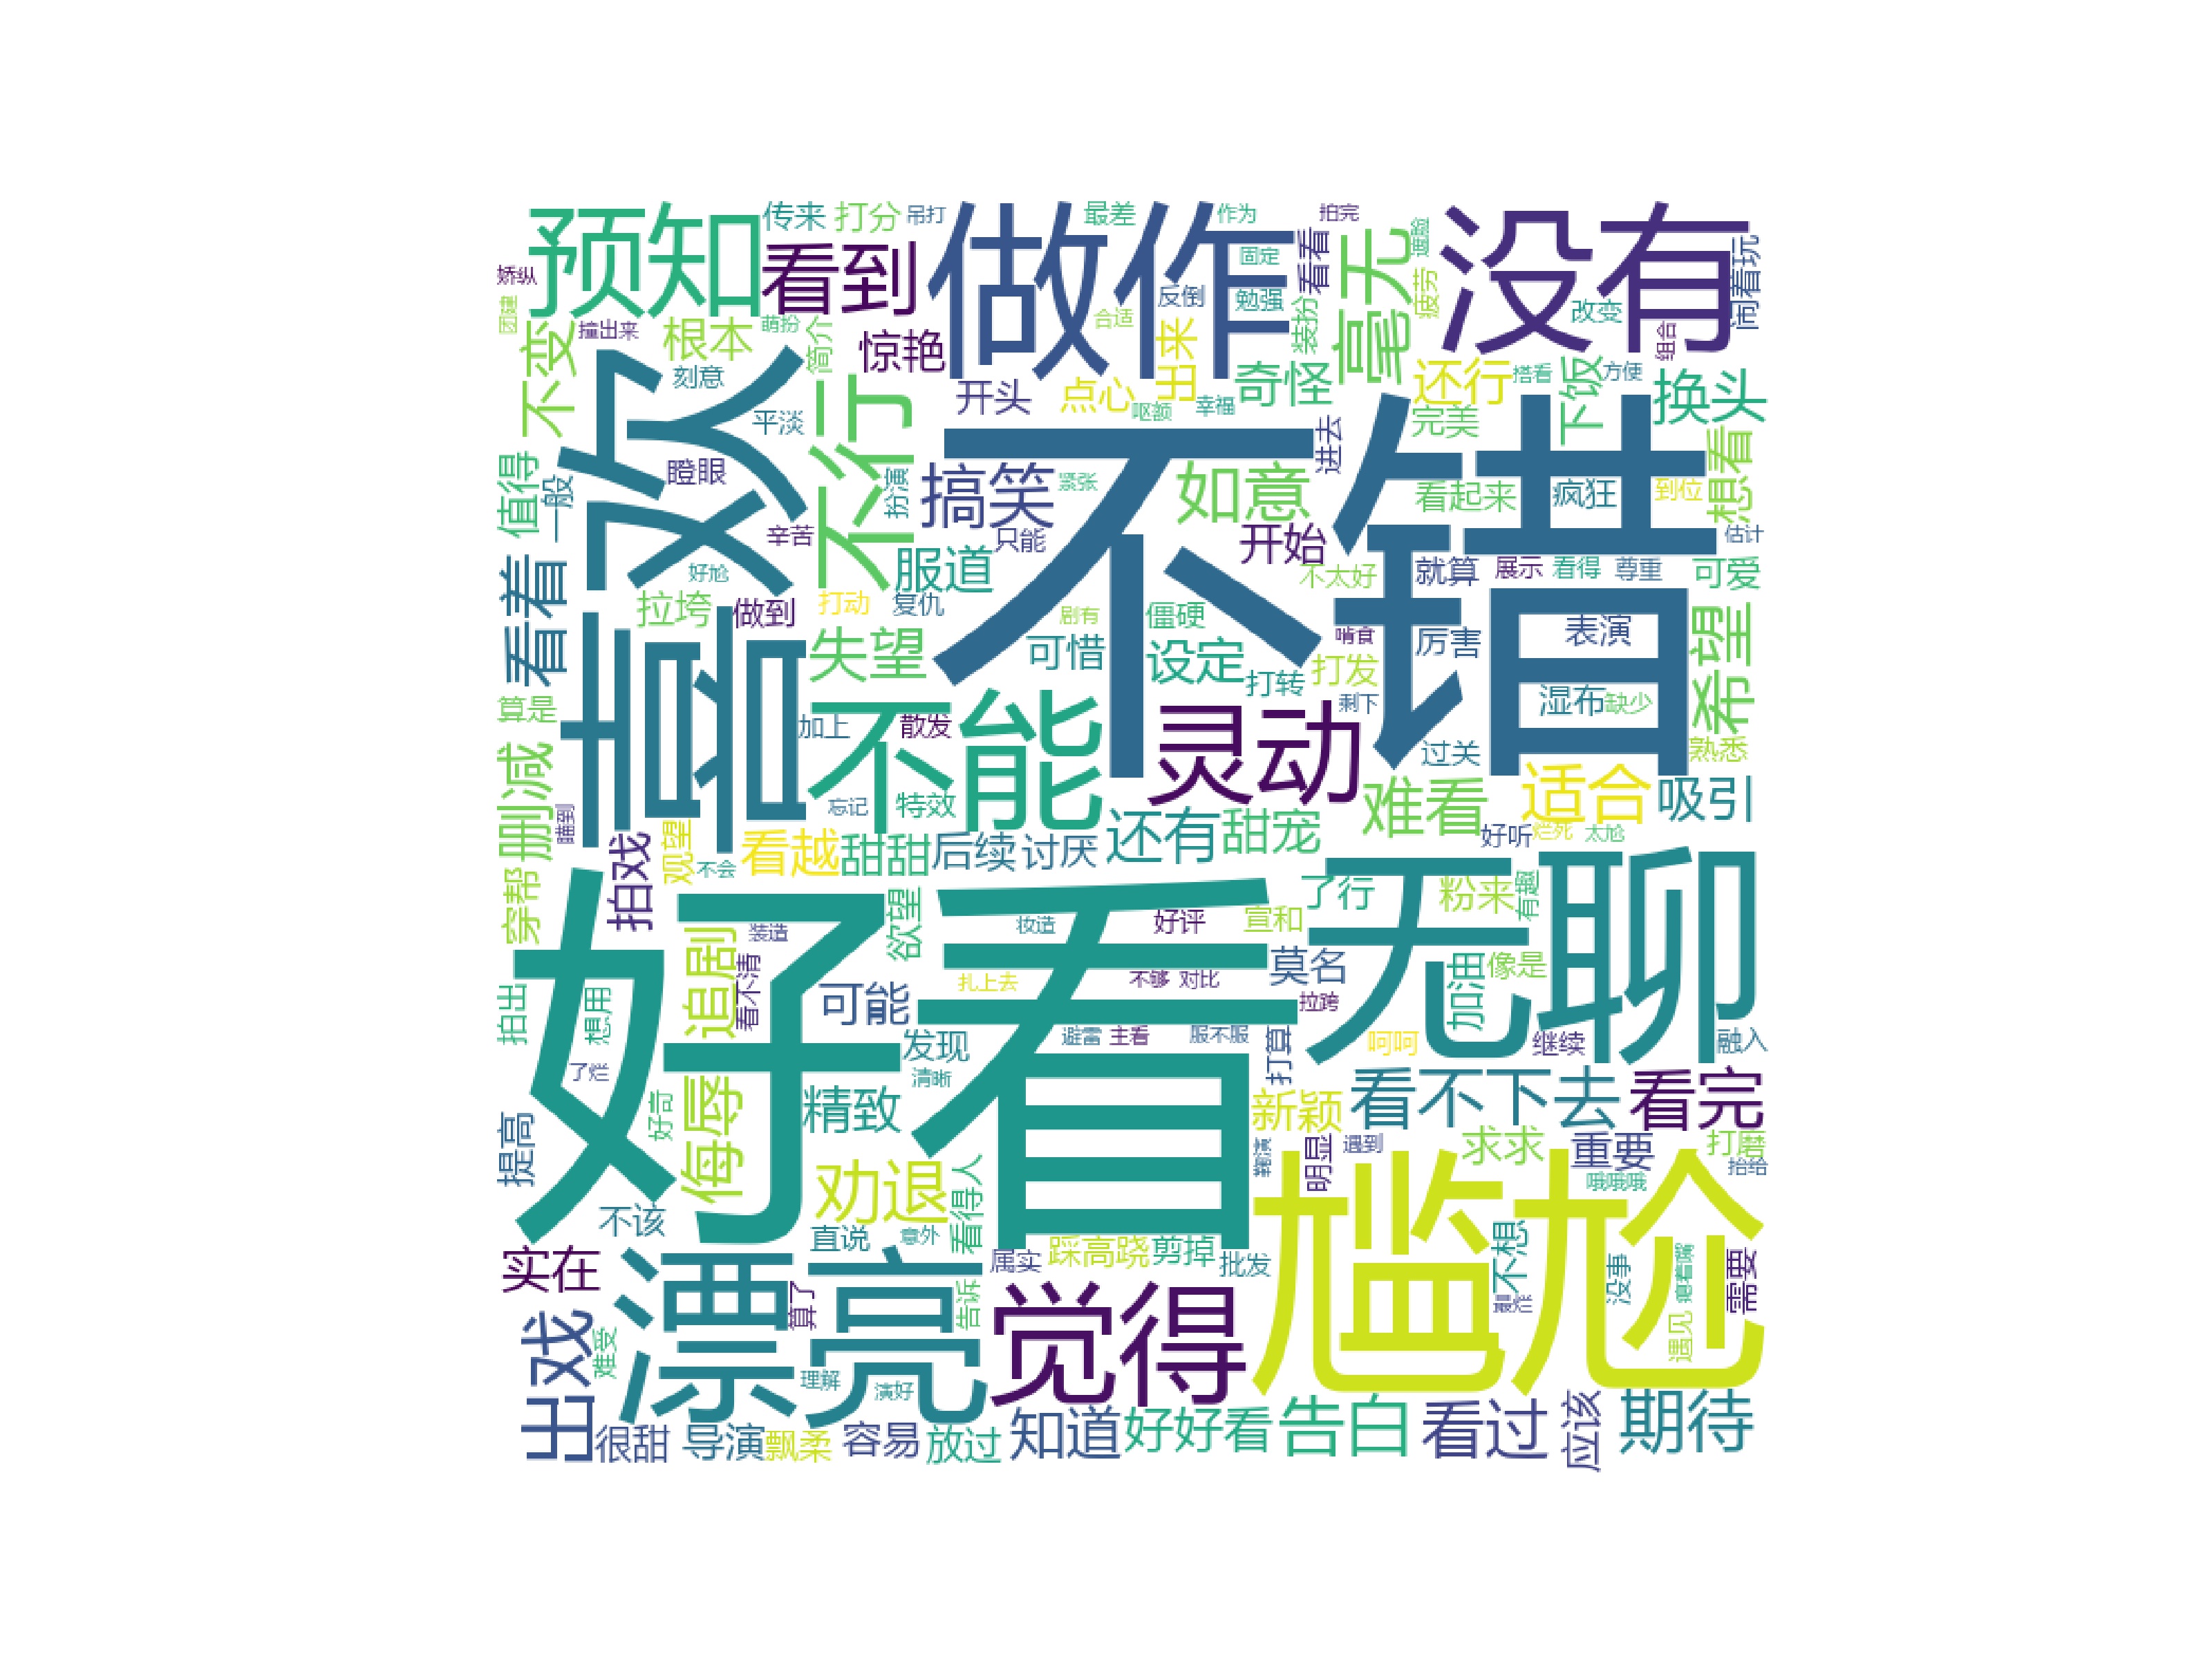 预知
传来
打分
吊打
做作
最差
作为
拍完
没有
娇纵
看到
固定
看看
毫无
遭脸
疲劳
闹着玩
团建
撞出来
萌扮
简介
反倒
勉强
装扮
改变
不变
根本
惊艳
合适
出来
组合
喜欢
刻意
开头
点心
奇怪
还行
搭看
方便
下饭
换头
平淡
不行
呕额
幸福
完美
不错
进去
想看
值得
一般
瞪眼
扮演
搞笑
紧张
如意
看起来
疯狂
到位
辛苦
只能
开始
估计
看着
好尬
服道
不太好
就算
展示
看得
尊重
可爱
拉垮
做到
打动
复仇
剧有
僵硬
啃食
厉害
表演
希望
失望
可惜
设定
打发
打转
算是
加上
散发
不能
灵动
剩下
湿布
缺少
过关
熟悉
删减
瞄到
忘记
特效
难看
适合
吸引
拍戏
观望
不会
看越
甜甜
后续
讨厌
还有
甜宠
好听
烂死
太尬
无聊
穿帮
好看
追剧
装造
看不清
欲望
妆造
好评
宣和
了行
粉来
有趣
莫名
加油
像是
拍出
想用
可能
扎上去
不够
对比
拉跨
发现
避雷
主看
服不服
打算
呵呵
继续
融入
了烂
清晰
侮辱
精致
新颖
看不下去
看完
提高
好奇
鞠演
明显
遇到
求求
重要
打磨
拾给
劝退
看得人
尴尬
哦哦哦
不该
直说
意外
实在
漂亮
属实
踩高跷
剪掉
批发
不想
没事
瘪着嘴
需要
算了
告诉
觉得
最烂
出戏
难受
遇见
理解
演好
很甜
导演
飘柔
容易
放过
知道
好好看
告白
看过
应该
期待